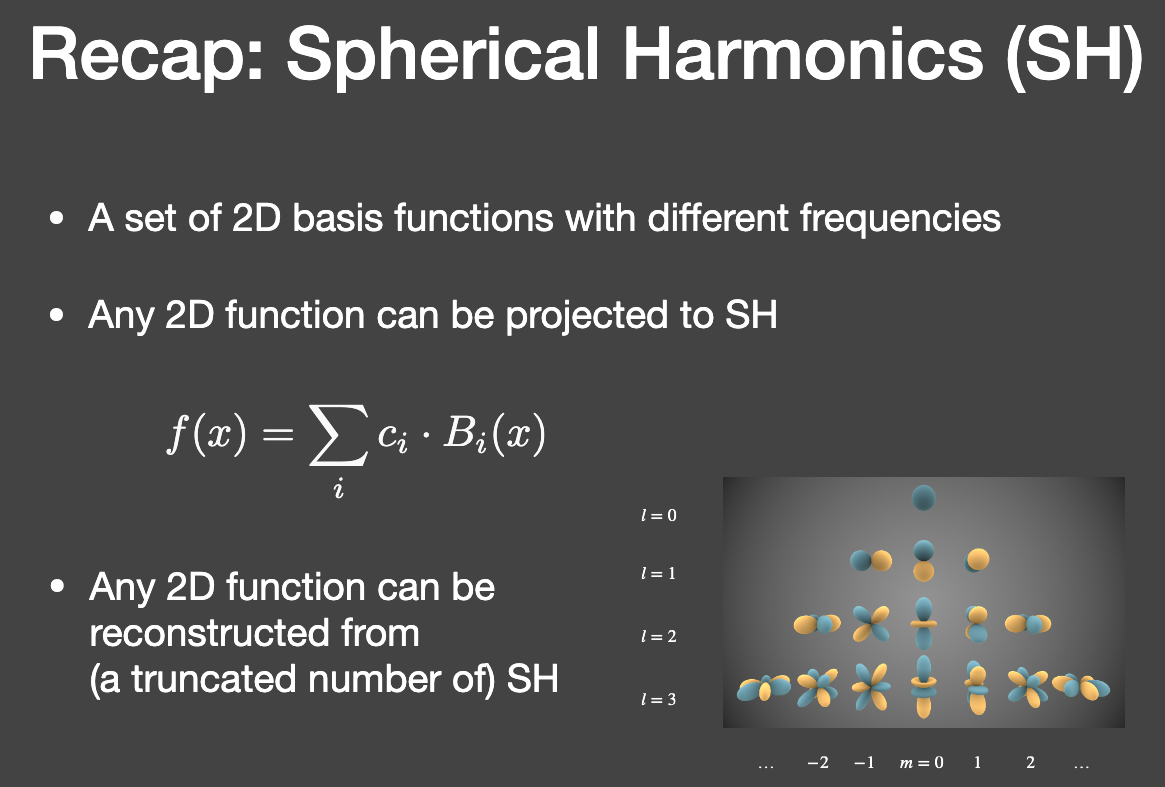 Recap: Spherical Harmonics (SH)
• A set of 2D basis functions with different frequencies
• Any 2D function can be projected to SH
f(x) = ∑_i c_i · B_i(x)
• Any 2D function can be
reconstructed from
(a truncated number of) SH
l = 0
l = 1
l = 2
l = 3
… −2 −1 m = 0 1 2 …